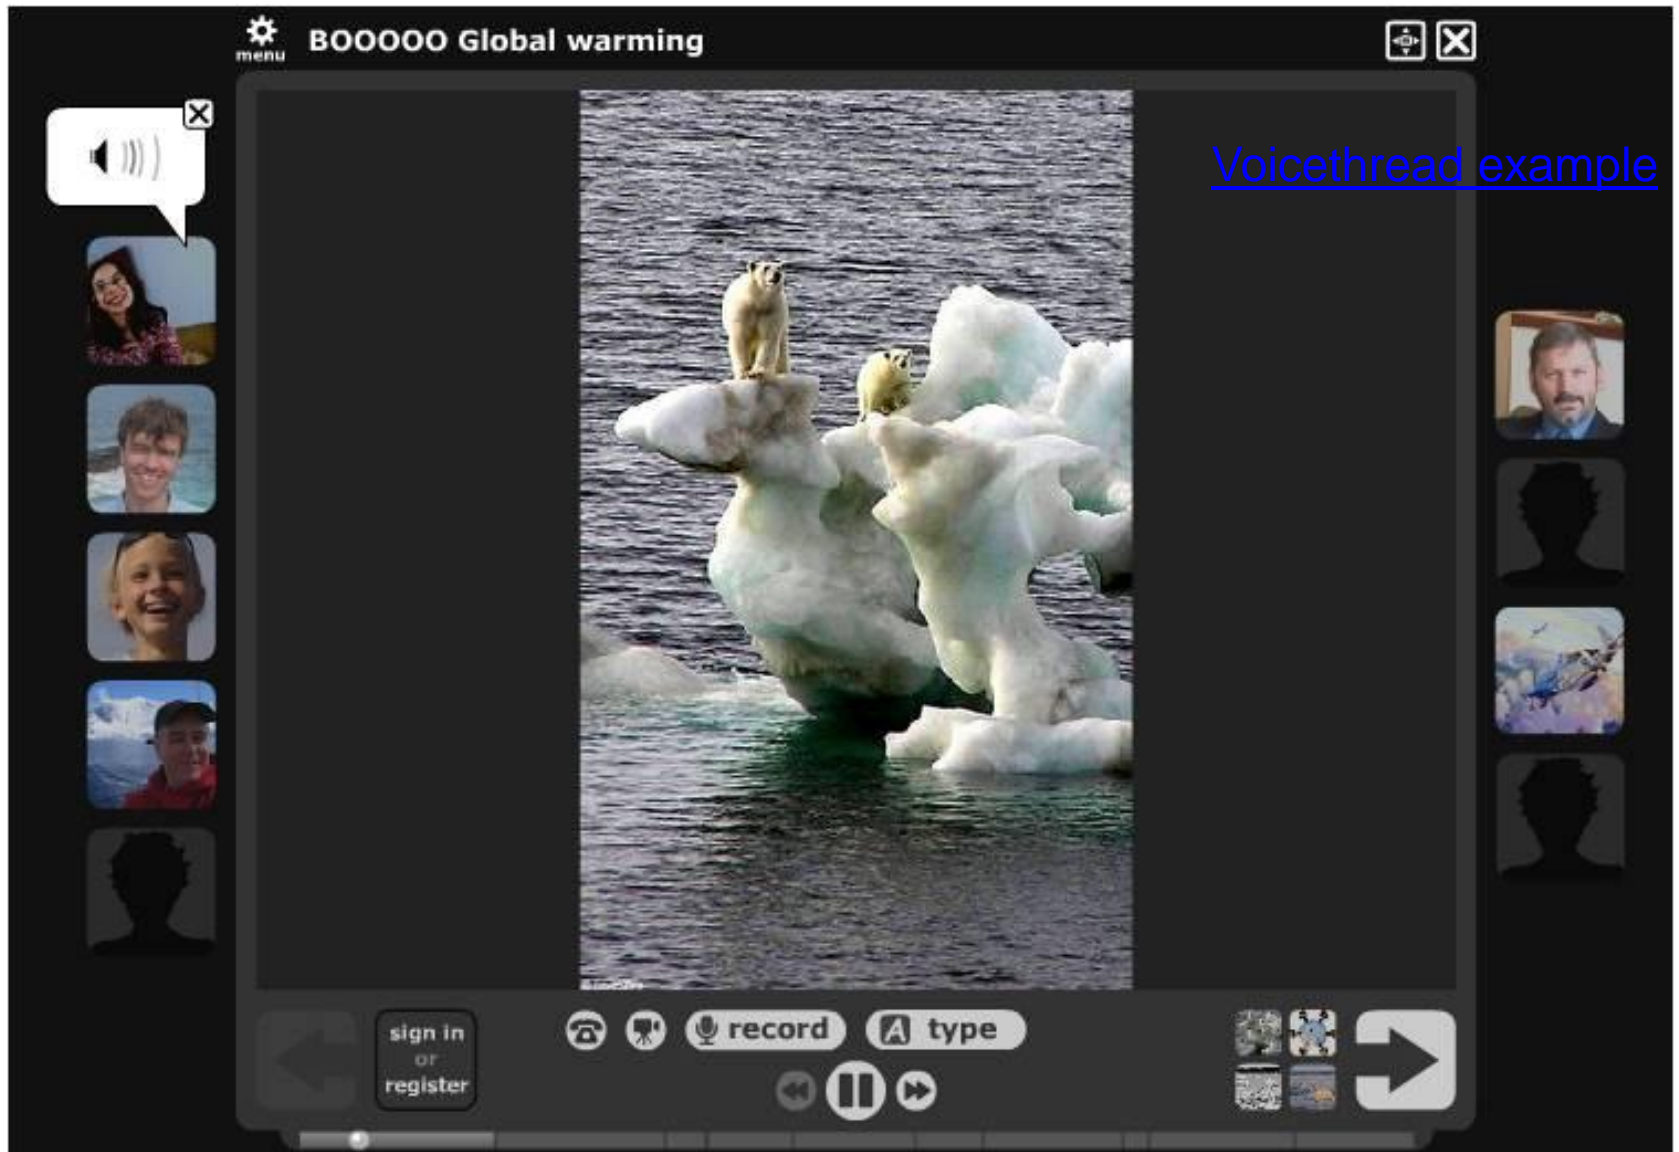 BOOOOO Global warming
menu
Voicethread example
sign in
or
register
record
A type